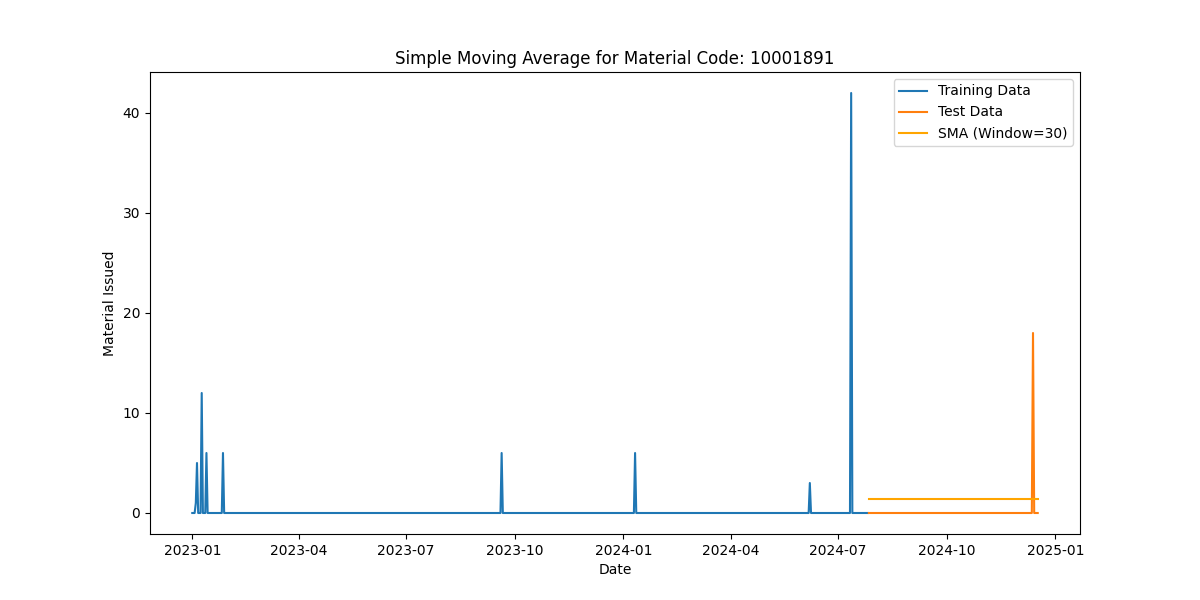 Simple Moving Average for Material Code: 10001891
Training Data
Test Data
SMA (Window=30)
Material Issued
40
30
20
10
0
2023-01 2023-04 2023-07 2023-10 2024-01 2024-04 2024-07 2024-10 2025-01
Date